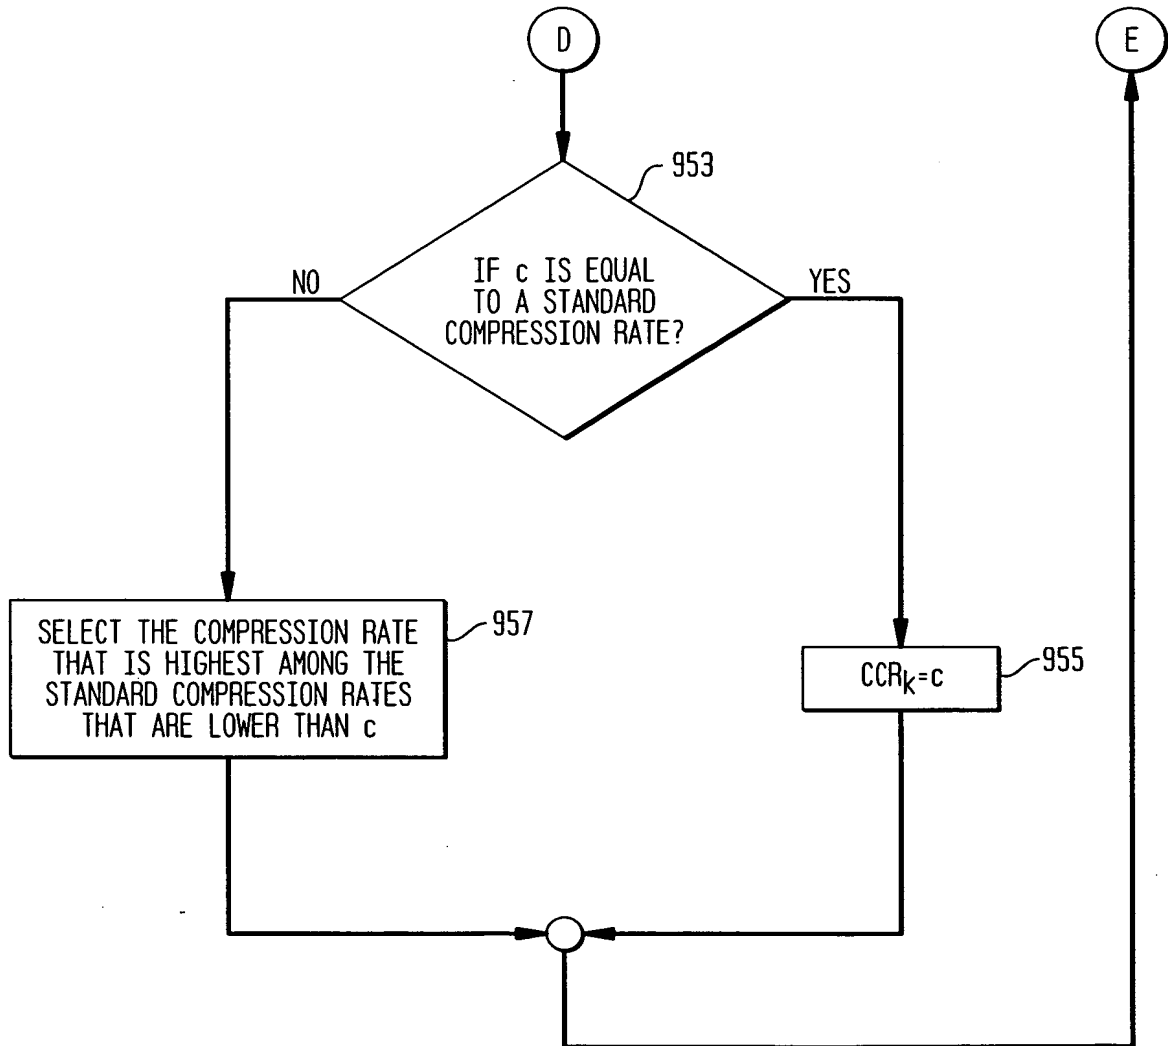 D
E
953
IF c IS EQUAL
TO A STANDARD
COMPRESSION RATE?
NO
YES
SELECT THE COMPRESSION RATE
THAT IS HIGHEST AMONG THE
STANDARD COMPRESSION RATES
THAT ARE LOWER THAN c
957
CCRk=c
955